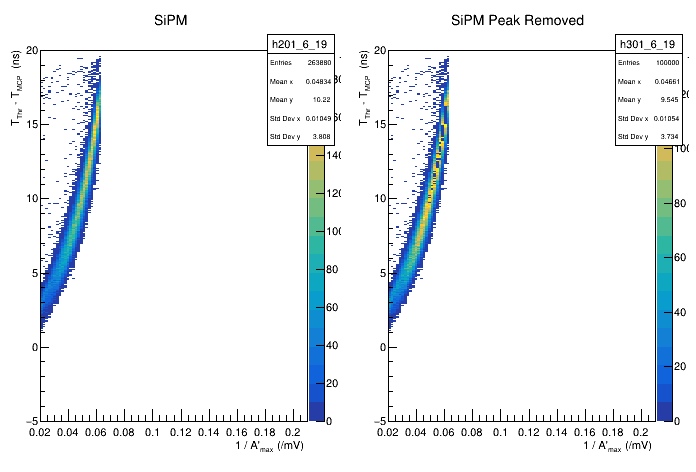 SiPM
h201_6_19
Entries 263880
Mean x 0.04834
Mean y 10.22
Std Dev x 0.01049
Std Dev y 3.808
T_Thr - T_MCP (ns)
20
15
10
5
0
−5
0.02 0.04 0.06 0.08 0.1 0.12 0.14 0.16 0.18 0.2
1 / A'_max (/mV)
120
100
80
60
40
20
0
SiPM Peak Removed
h301_6_19
Entries 100000
Mean x 0.04661
Mean y 9.545
Std Dev x 0.01054
Std Dev y 3.734
T_Thr - T_MCP (ns)
20
15
10
5
0
−5
0.02 0.04 0.06 0.08 0.1 0.12 0.14 0.16 0.18 0.2
1 / A'_max (/mV)
100
80
60
40
20
0